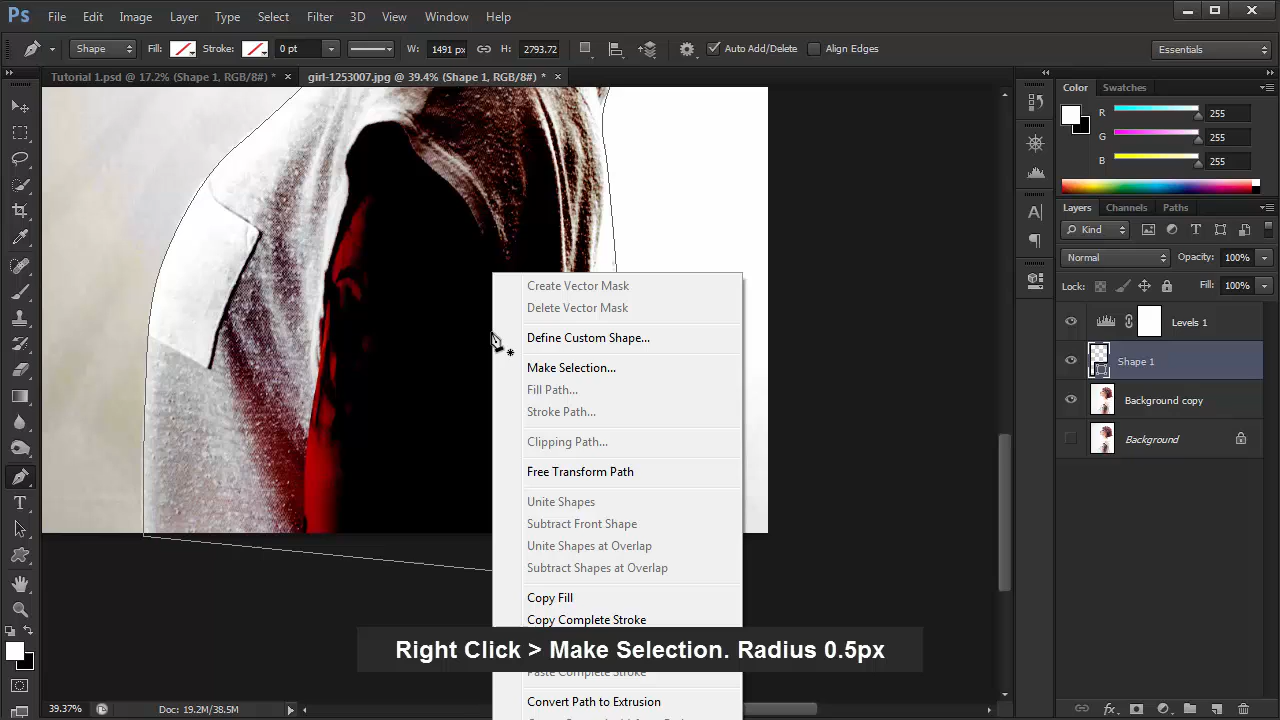 Ps File Edit Image Layer Type Select Filter 3D View Window Help
Shape Fill: Stroke: 0 pt W: 1491 px H: 2793.72 Auto Add/Delete Align Edges Essentials
Tutorial 1.psd @ 17.2% (Shape 1, RGB/8#) * × girl-1253007.jpg @ 39.4% (Shape 1, RGB/8#) * ×
Color Swatches
R 255
G 255
B 255
Layers Channels Paths
Kind
Normal Opacity: 100%
Lock: Fill: 100%
Levels 1
Shape 1
Background copy
Background
Create Vector Mask
Delete Vector Mask
Define Custom Shape...
Make Selection...
Fill Path...
Stroke Path...
Clipping Path...
Free Transform Path
Unite Shapes
Subtract Front Shape
Unite Shapes at Overlap
Subtract Shapes at Overlap
Copy Fill
Copy Complete Stroke
Right Click > Make Selection. Radius 0.5px
Paste Complete Stroke
Convert Path to Extrusion
39.37% Doc: 19.2M/38.5M